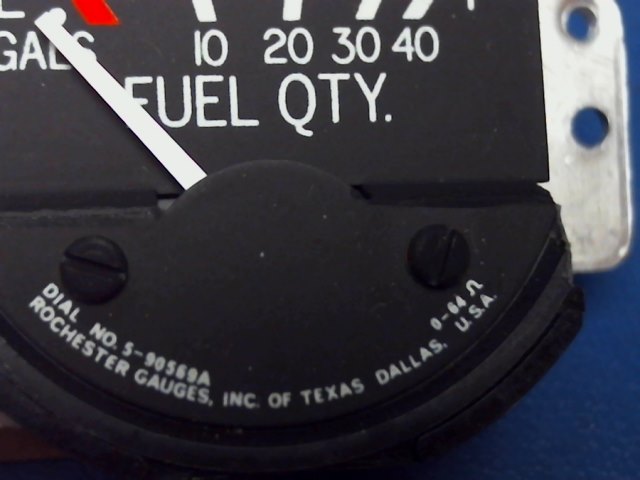 GALS 10 20 30 40
FUEL QTY.
DIAL NO. 5-90569A
0-64 Ω
ROCHESTER GAUGES, INC. OF TEXAS DALLAS, U.S.A.